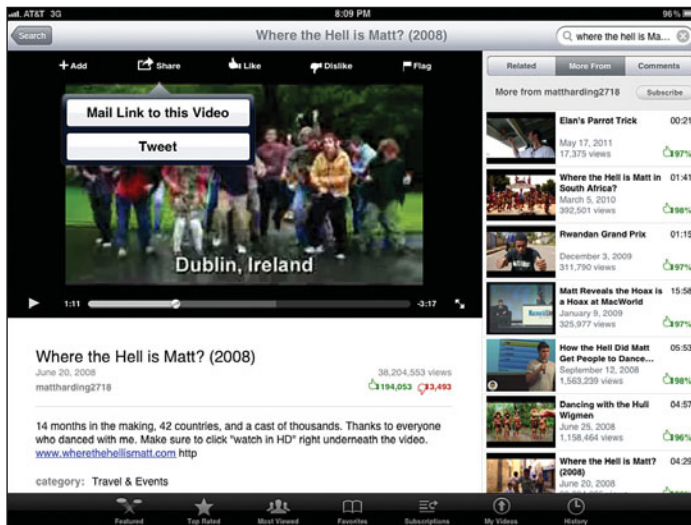 AT&T 3G
8:09 PM
96%
Search
Where the Hell is Matt? (2008)
where the hell is Ma...
Add
Share
Like
Dislike
Flag
Mail Link to this Video
Tweet
Dublin, Ireland
1:11
-3:17
Where the Hell is Matt? (2008)
June 20, 2008
38,204,553 views
mattharding2718
194,053
3,493
14 months in the making, 42 countries, and a cast of thousands. Thanks to everyone
who danced with me. Make sure to click "watch in HD" right underneath the video.
www.wherethehellismatt.com http
category: Travel & Events
Related
More From
Comments
More from mattharding2718
Subscribe
Elan's Parrot Trick 00:21
May 17, 2011
17,375 views 97%
Where the Hell is Matt in 01:41
South Africa?
March 5, 2010
392,501 views 98%
Rwandan Grand Prix 01:15
December 3, 2009
311,790 views 97%
Matt Reveals the Hoax is 15:58
a Hoax at MacWorld
January 9, 2009
325,977 views 97%
How the Hell Did Matt 05:53
Get People to Dance...
September 12, 2008
1,563,239 views 98%
Dancing with the Huli 04:57
Wigmen
June 25, 2008
1,158,464 views 96%
Where the Hell is Matt? 04:29
(2008)
June 20, 2008
Featured
Top Rated
Most Viewed
Favorites
Subscriptions
My Videos
History